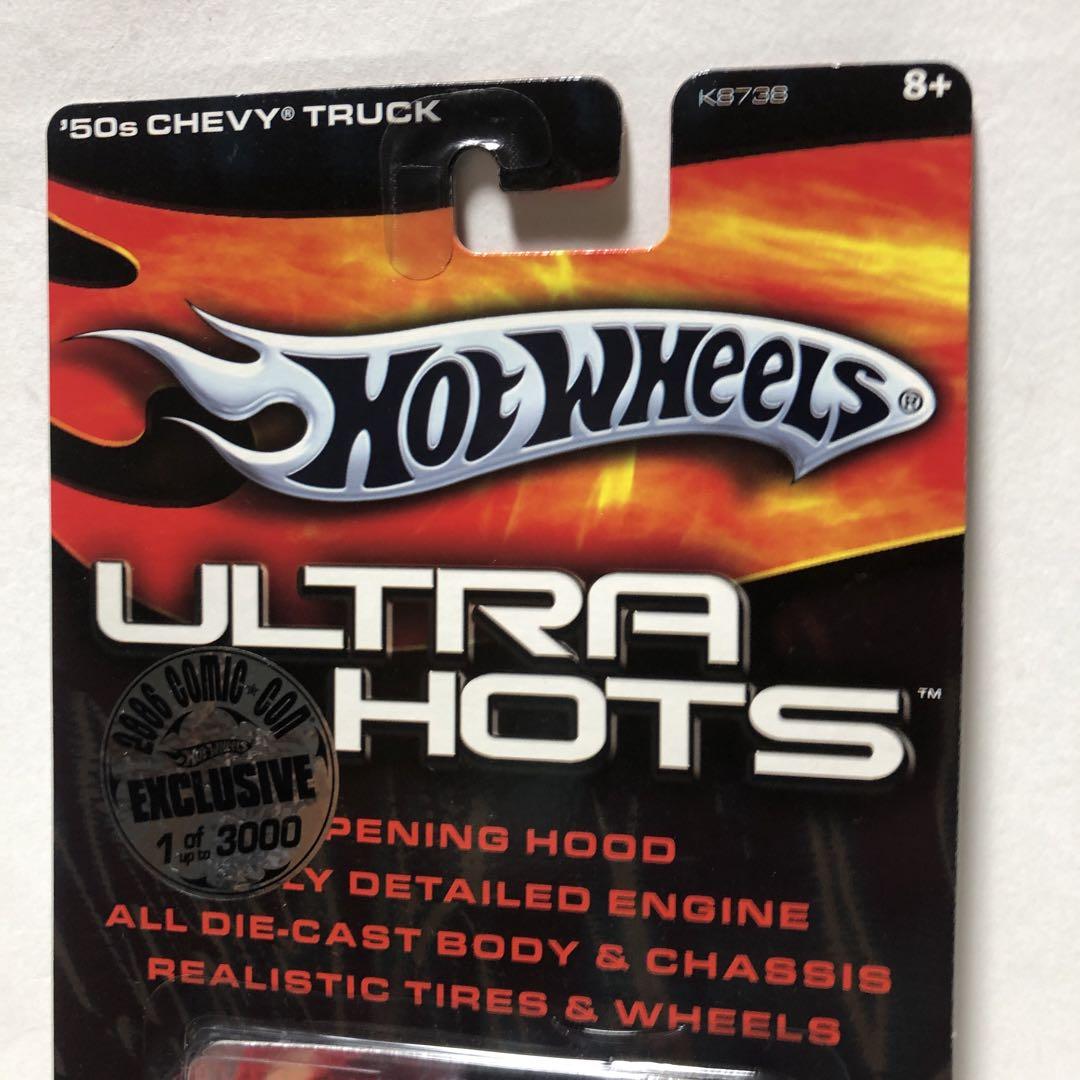 '50s CHEVY® TRUCK
K8738
8+
HOT WHEELS®
ULTRA
HOTS™
2006 COMIC-CON
HOT WHEELS
EXCLUSIVE
1 of up to 3000
PENING HOOD
LY DETAILED ENGINE
ALL DIE-CAST BODY & CHASSIS
REALISTIC TIRES & WHEELS